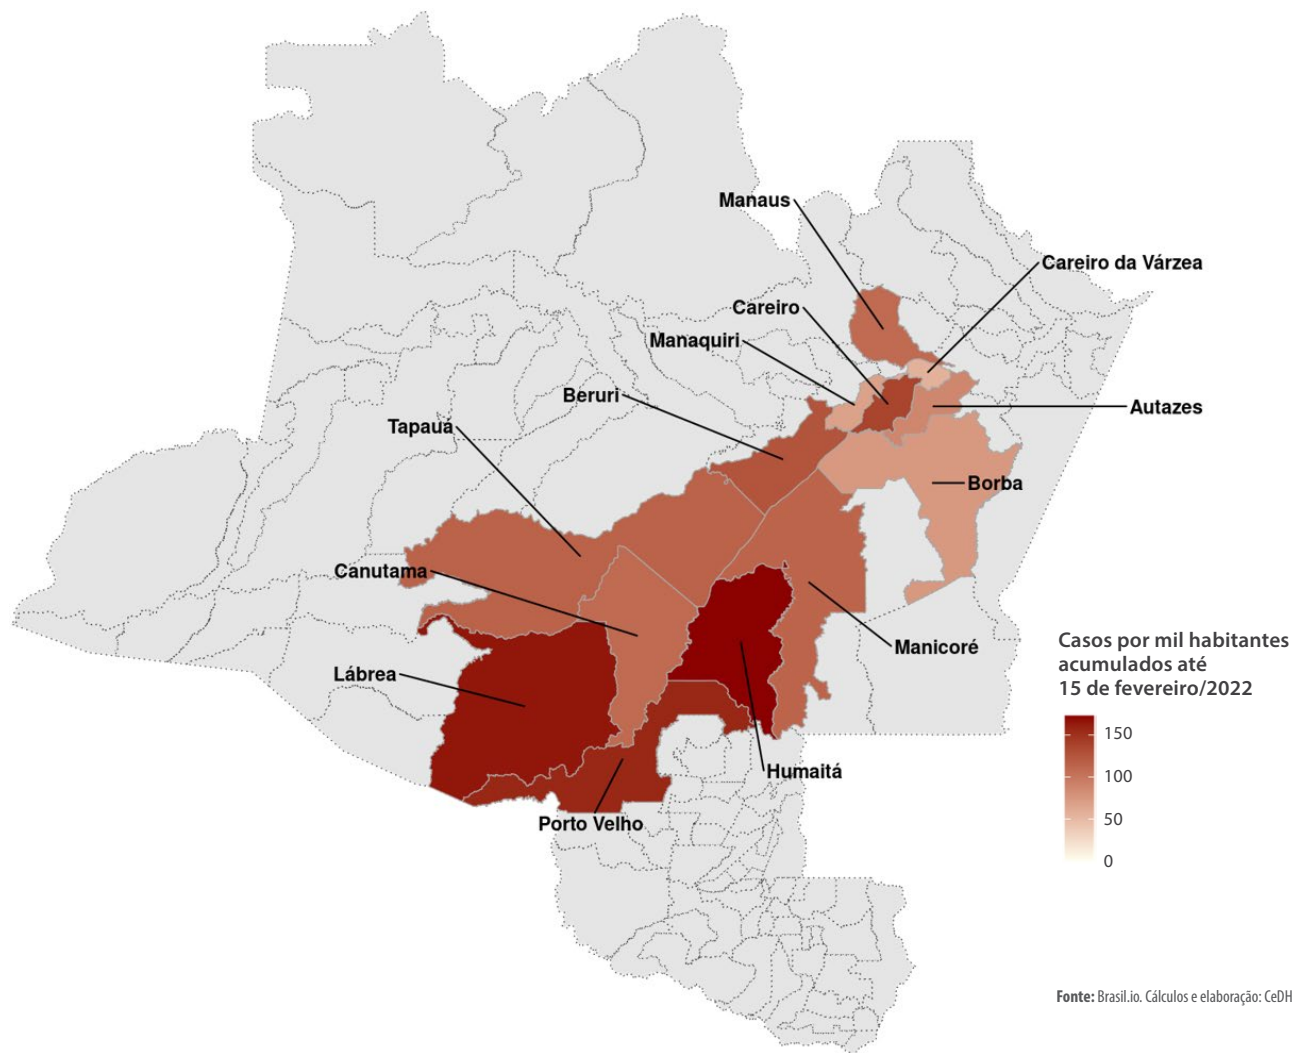 Manaus
Careiro da Várzea
Careiro
Manaquiri
Beruri
Autazes
Tapauá
Borba
Canutama
Manicoré
Lábrea
Humaitá
Porto Velho
Casos por mil habitantes
acumulados até
15 de fevereiro/2022
150
100
50
0
Fonte: Brasil.io. Cálculos e elaboração: CeDH